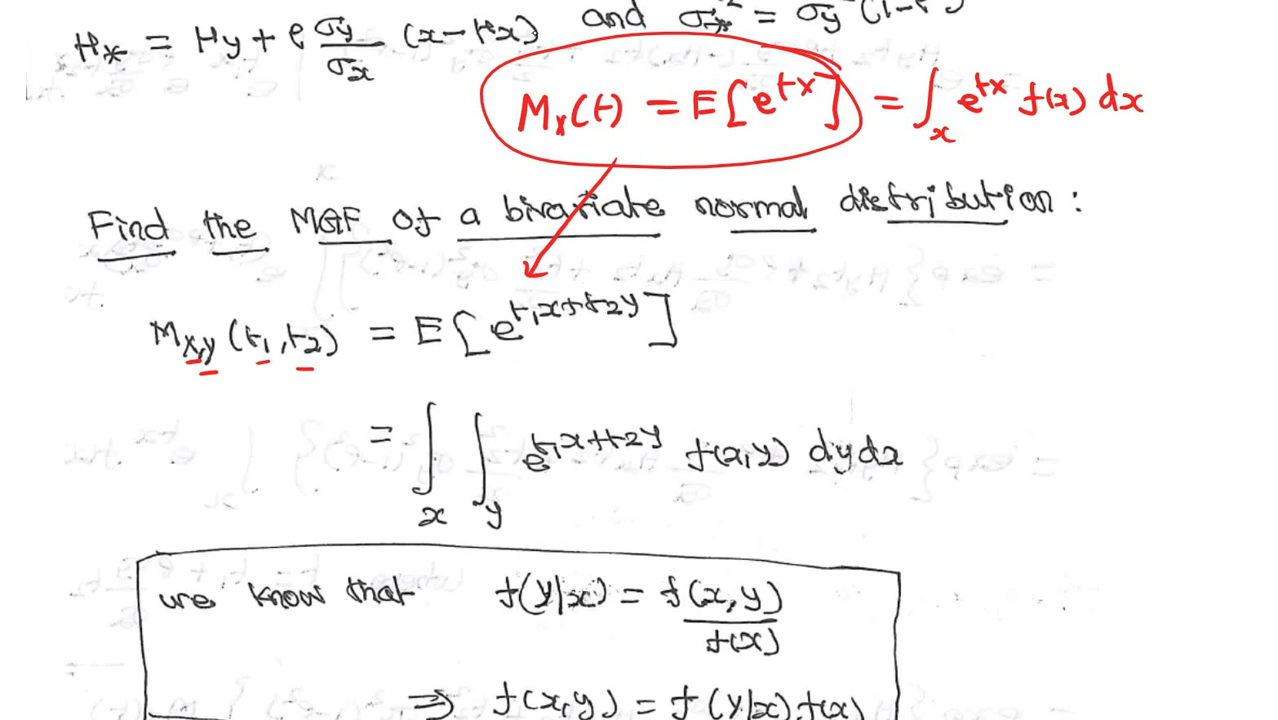 μ* = μy + ρ σy/σx (x-μx) and σ*² = σy²(1-ρ²)
Mx(t) = E[e^{tx}] = ∫x e^{tx} f(x) dx
Find the MGF of a bivariate normal distribution :
Mx,y (t1,t2) = E[e^{t1x+t2y}]
= ∫x ∫y e^{t1x+t2y} f(x,y) dy dx
we know that f(y|x) = f(x,y)/f(x)
⇒ f(x,y) = f(y|x).f(x)